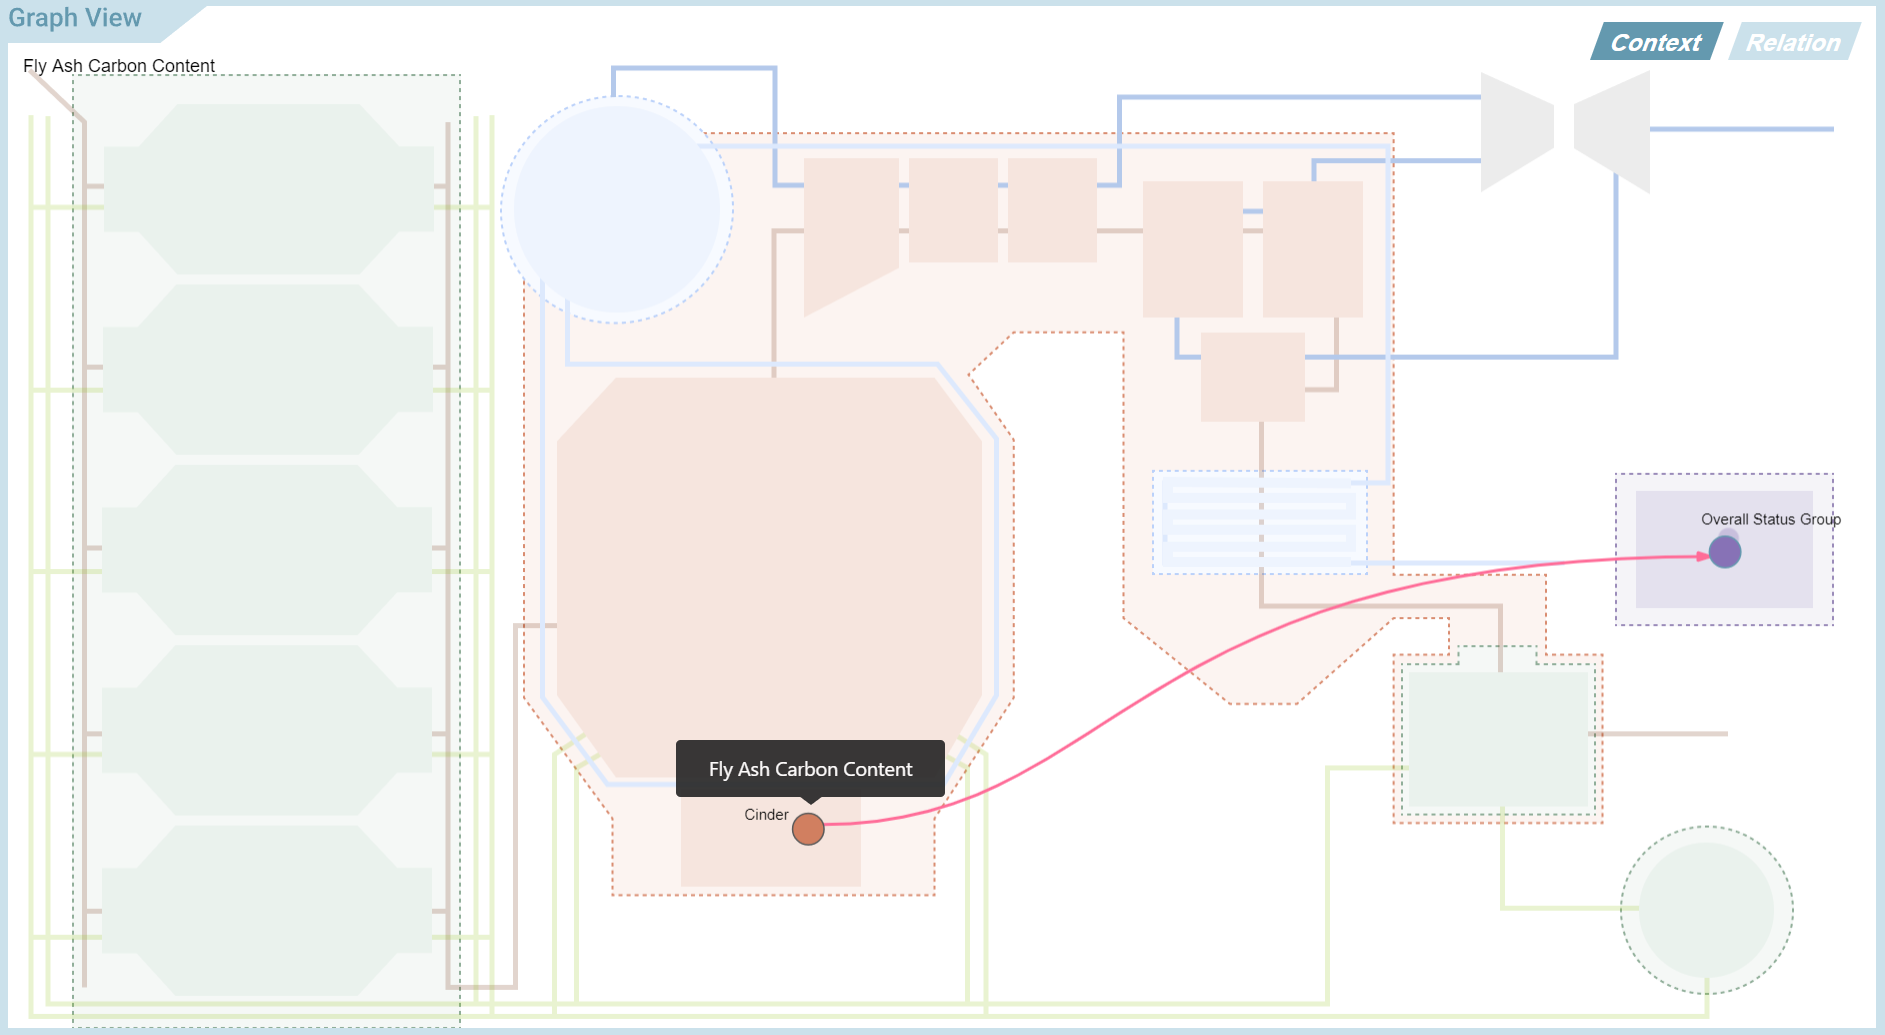 Graph View
Context
Relation
Fly Ash Carbon Content
Overall Status Group
Fly Ash Carbon Content
Cinder